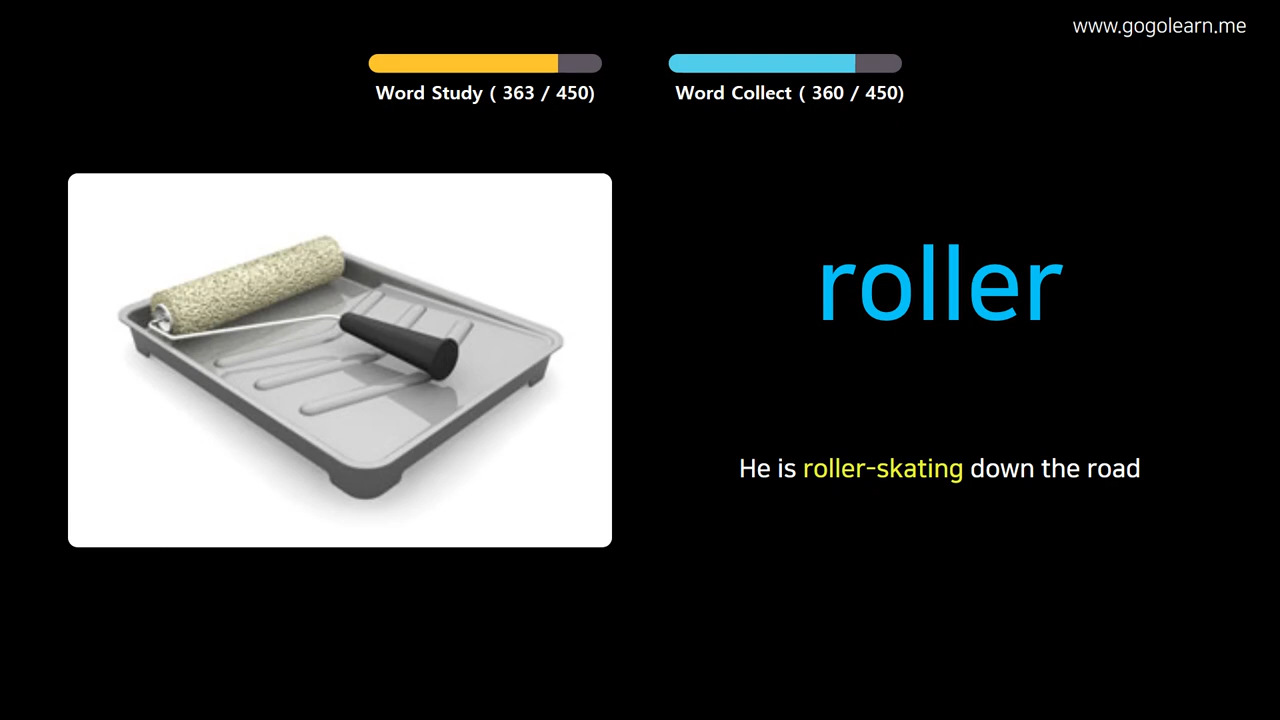 www.gogolearn.me
Word Study ( 363 / 450)
Word Collect ( 360 / 450)
roller
He is roller-skating down the road